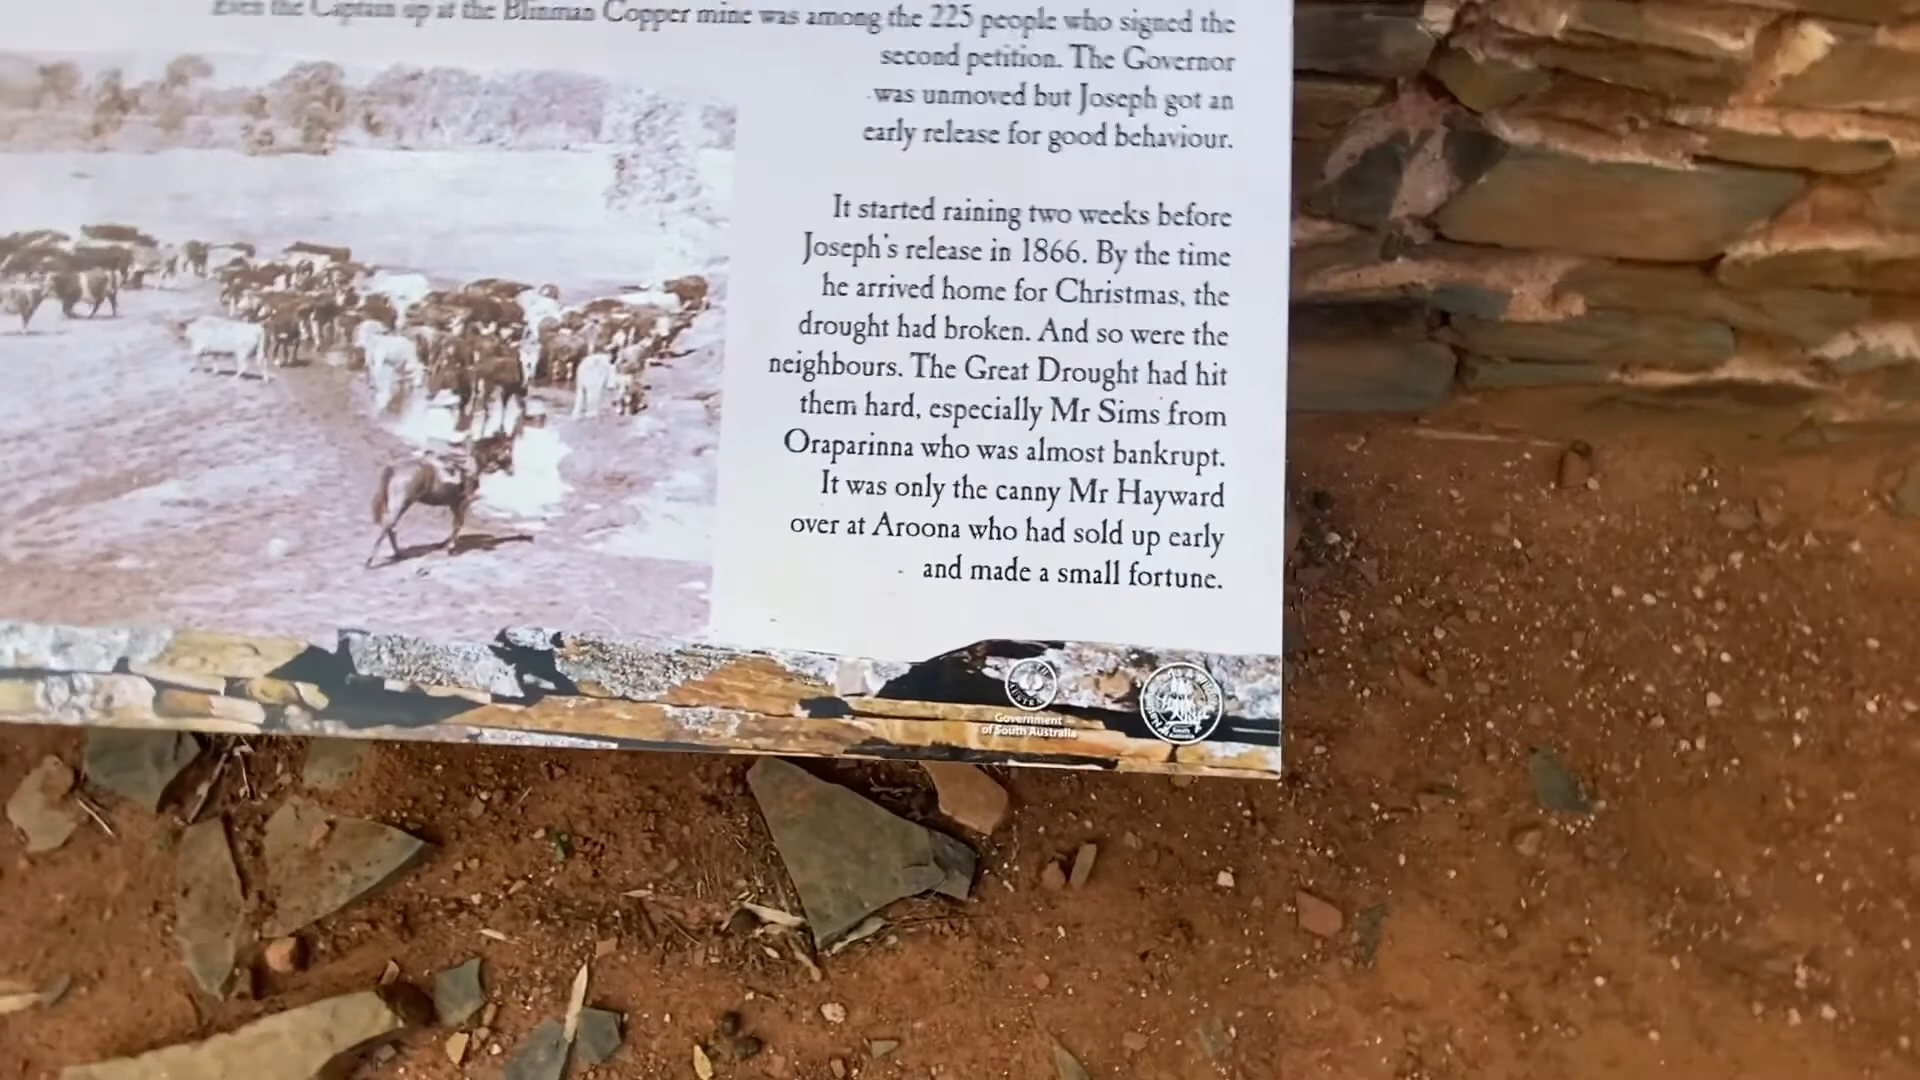 Even the Captain up at the Blinman Copper mine was among the 225 people who signed the
second petition. The Governor
was unmoved but Joseph got an
early release for good behaviour.
It started raining two weeks before
Joseph's release in 1866. By the time
he arrived home for Christmas, the
drought had broken. And so were the
neighbours. The Great Drought had hit
them hard, especially Mr Sims from
Oraparinna who was almost bankrupt.
It was only the canny Mr Hayward
over at Aroona who had sold up early
and made a small fortune.
Government
of South Australia